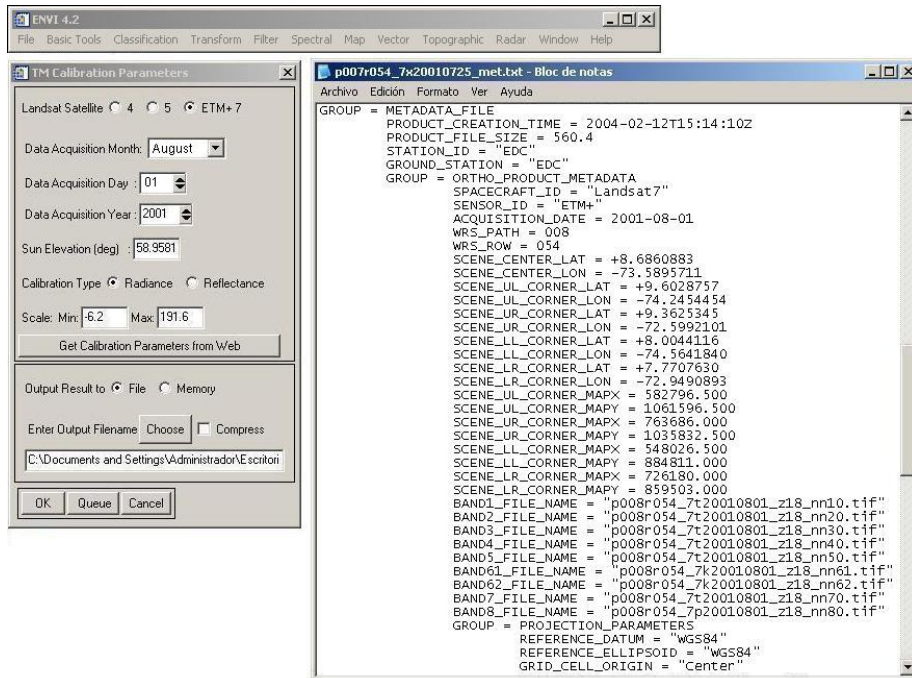 ENVI 4.2
File Basic Tools Classification Transform Filter Spectral Map Vector Topographic Radar Window Help
TM Calibration Parameters
Landsat Satellite 4 5 ETM+ 7
Data Acquisition Month: August
Data Acquisition Day : 01
Data Acquisition Year : 2001
Sun Elevation (deg) : 58.9581
Calibration Type Radiance Reflectance
Scale: Min: -6.2 Max: 191.6
Get Calibration Parameters from Web
Output Result to File Memory
Enter Output Filename Choose Compress
C:\Documents and Settings\Administrador\Escritori
OK Queue Cancel
p007r054_7x20010725_met.txt - Bloc de notas
Archivo Edición Formato Ver Ayuda
GROUP = METADATA_FILE
PRODUCT_CREATION_TIME = 2004-02-12T15:14:10Z
PRODUCT_FILE_SIZE = 560.4
STATION_ID = "EDC"
GROUND_STATION = "EDC"
GROUP = ORTHO_PRODUCT_METADATA
SPACECRAFT_ID = "Landsat7"
SENSOR_ID = "ETM+"
ACQUISITION_DATE = 2001-08-01
WRS_PATH = 008
WRS_ROW = 054
SCENE_CENTER_LAT = +8.6860883
SCENE_CENTER_LON = -73.5895711
SCENE_UL_CORNER_LAT = +9.6028757
SCENE_UL_CORNER_LON = -74.2454454
SCENE_UR_CORNER_LAT = +9.3625345
SCENE_UR_CORNER_LON = -72.5992101
SCENE_LL_CORNER_LAT = +8.0044116
SCENE_LL_CORNER_LON = -74.5641840
SCENE_LR_CORNER_LAT = +7.7707630
SCENE_LR_CORNER_LON = -72.9490893
SCENE_UL_CORNER_MAPX = 582796.500
SCENE_UL_CORNER_MAPY = 1061596.500
SCENE_UR_CORNER_MAPX = 763686.000
SCENE_UR_CORNER_MAPY = 1035832.500
SCENE_LL_CORNER_MAPX = 548026.500
SCENE_LL_CORNER_MAPY = 884811.000
SCENE_LR_CORNER_MAPX = 726180.000
SCENE_LR_CORNER_MAPY = 859503.000
BAND1_FILE_NAME = "p008r054_7t20010801_z18_nn10.tif"
BAND2_FILE_NAME = "p008r054_7t20010801_z18_nn20.tif"
BAND3_FILE_NAME = "p008r054_7t20010801_z18_nn30.tif"
BAND4_FILE_NAME = "p008r054_7t20010801_z18_nn40.tif"
BAND5_FILE_NAME = "p008r054_7t20010801_z18_nn50.tif"
BAND61_FILE_NAME = "p008r054_7k20010801_z18_nn61.tif"
BAND62_FILE_NAME = "p008r054_7k20010801_z18_nn62.tif"
BAND7_FILE_NAME = "p008r054_7t20010801_z18_nn70.tif"
BAND8_FILE_NAME = "p008r054_7p20010801_z18_nn80.tif"
GROUP = PROJECTION_PARAMETERS
REFERENCE_DATUM = "WGS84"
REFERENCE_ELLIPSOID = "WGS84"
GRID_CELL_ORIGIN = "Center"